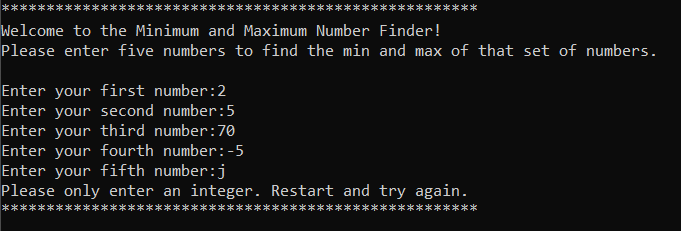 *****************************************************
Welcome to the Minimum and Maximum Number Finder!
Please enter five numbers to find the min and max of that set of numbers.
Enter your first number:2
Enter your second number:5
Enter your third number:70
Enter your fourth number:-5
Enter your fifth number:j
Please only enter an integer. Restart and try again.
*****************************************************